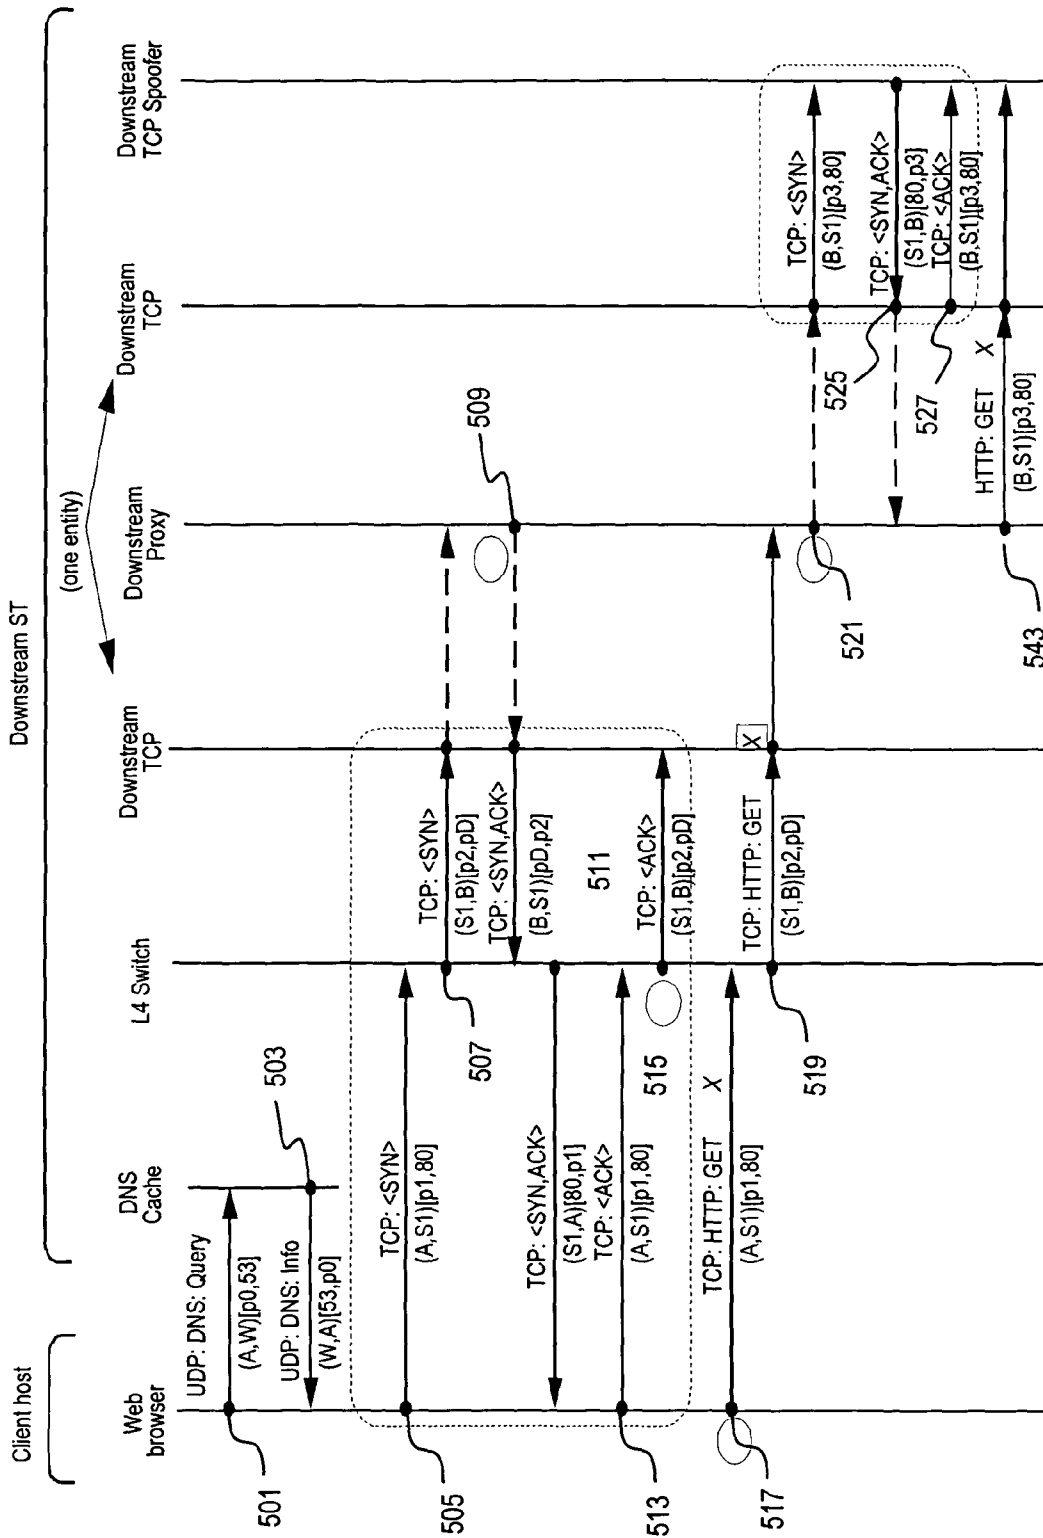 Client host
Downstream ST
(one entity)
Web
browser
DNS
Cache
L4 Switch
Downstream
TCP
Downstream
Proxy
Downstream
TCP
Downstream
TCP Spoofer
501
UDP: DNS: Query
(A,W)[p0,53]
503
UDP: DNS: Info
(W,A)[53,p0]
505
TCP: <SYN>
(A,S1)[p1,80]
507
TCP: <SYN>
(S1,B)[p2,pD]
509
TCP: <SYN,ACK>
(B,S1)[pD,p2]
511
TCP: <SYN,ACK>
(S1,A)[80,p1]
513
TCP: <ACK>
(A,S1)[p1,80]
515
TCP: <ACK>
(S1,B)[p2,pD]
517
TCP: HTTP: GET
X
(A,S1)[p1,80]
519
TCP: HTTP: GET
X
(S1,B)[p2,pD]
521
TCP: <SYN>
(B,S1)[p3,80]
525
TCP: <SYN,ACK>
(S1,B)[80,p3]
527
TCP: <ACK>
(B,S1)[p3,80]
543
HTTP: GET
X
(B,S1)[p3,80]